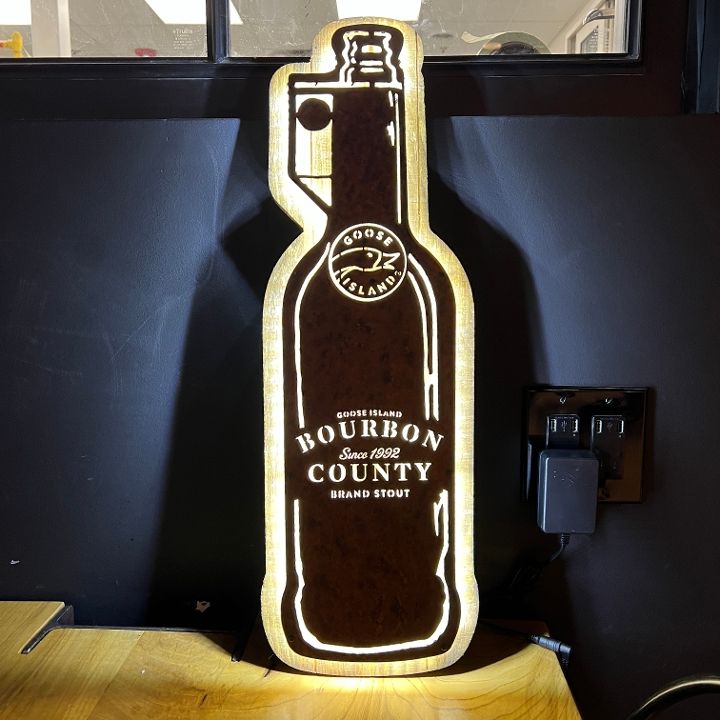 GOOSE
ISLAND
GOOSE ISLAND
BOURBON
Since 1992
COUNTY
BRAND STOUT